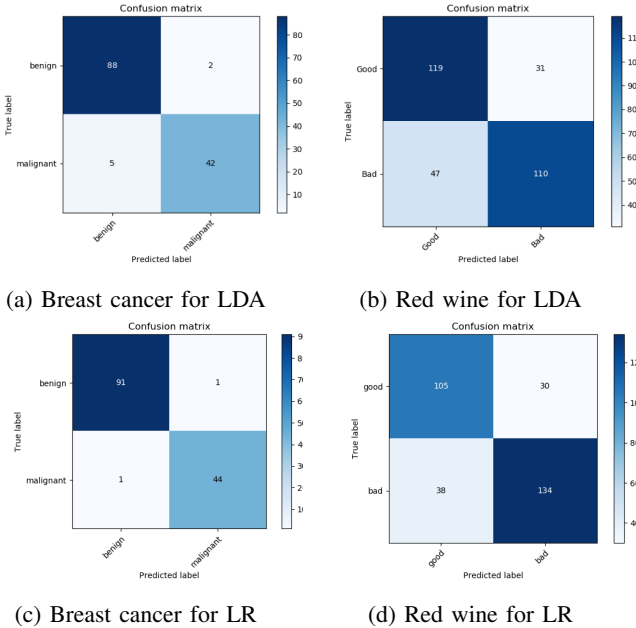 Confusion matrix
benign 88 2 80
70
60
50
True label
40
malignant 5 42 30
20
10
benign malignant
Predicted label
(a) Breast cancer for LDA
Confusion matrix
Good 119 31 110
100
90
80
True label
70
Bad 47 110 60
50
40
Good Bad
Predicted label
(b) Red wine for LDA
Confusion matrix
benign 91 1
True label
malignant 1 44
benign malignant
Predicted label
(c) Breast cancer for LR
Confusion matrix
good 105 30
True label
bad 38 134
good bad
Predicted label
(d) Red wine for LR